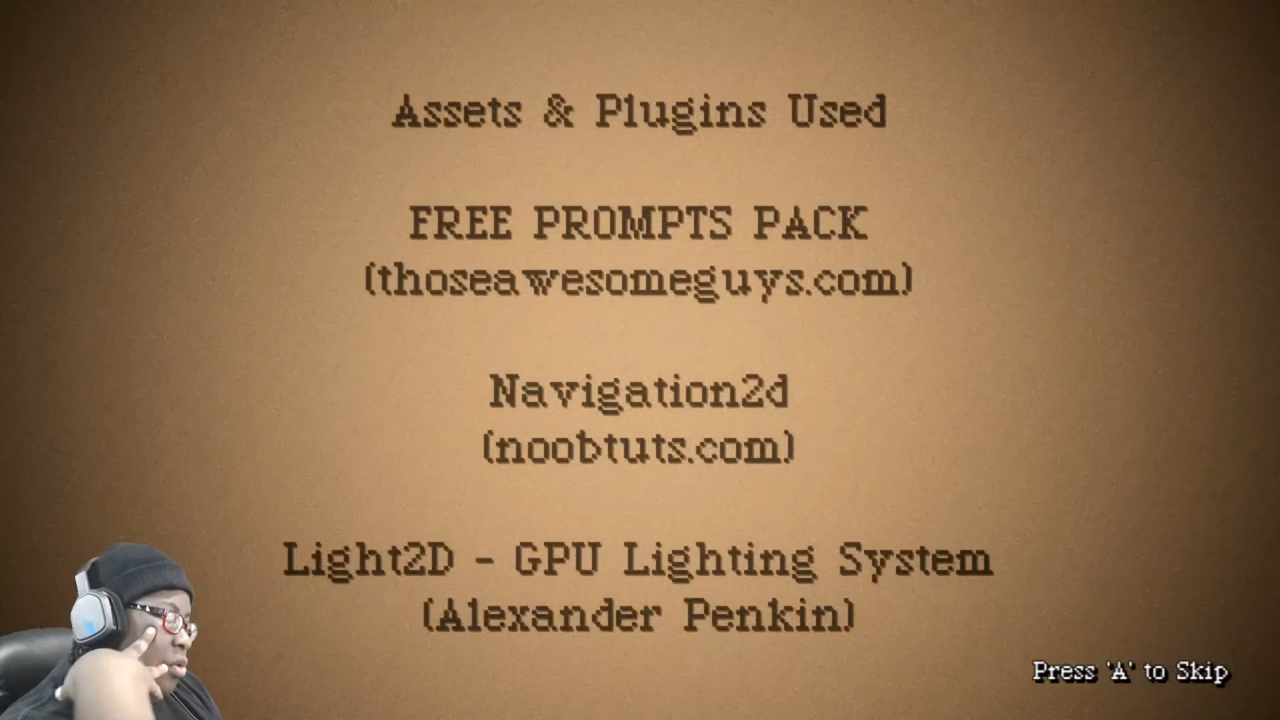 Assets & Plugins Used
FREE PROMPTS PACK
(thoseawesomeguys.com)
Navigation2d
(noobtuts.com)
Light2D - GPU Lighting System
(Alexander Penkin)
Press 'A' to Skip